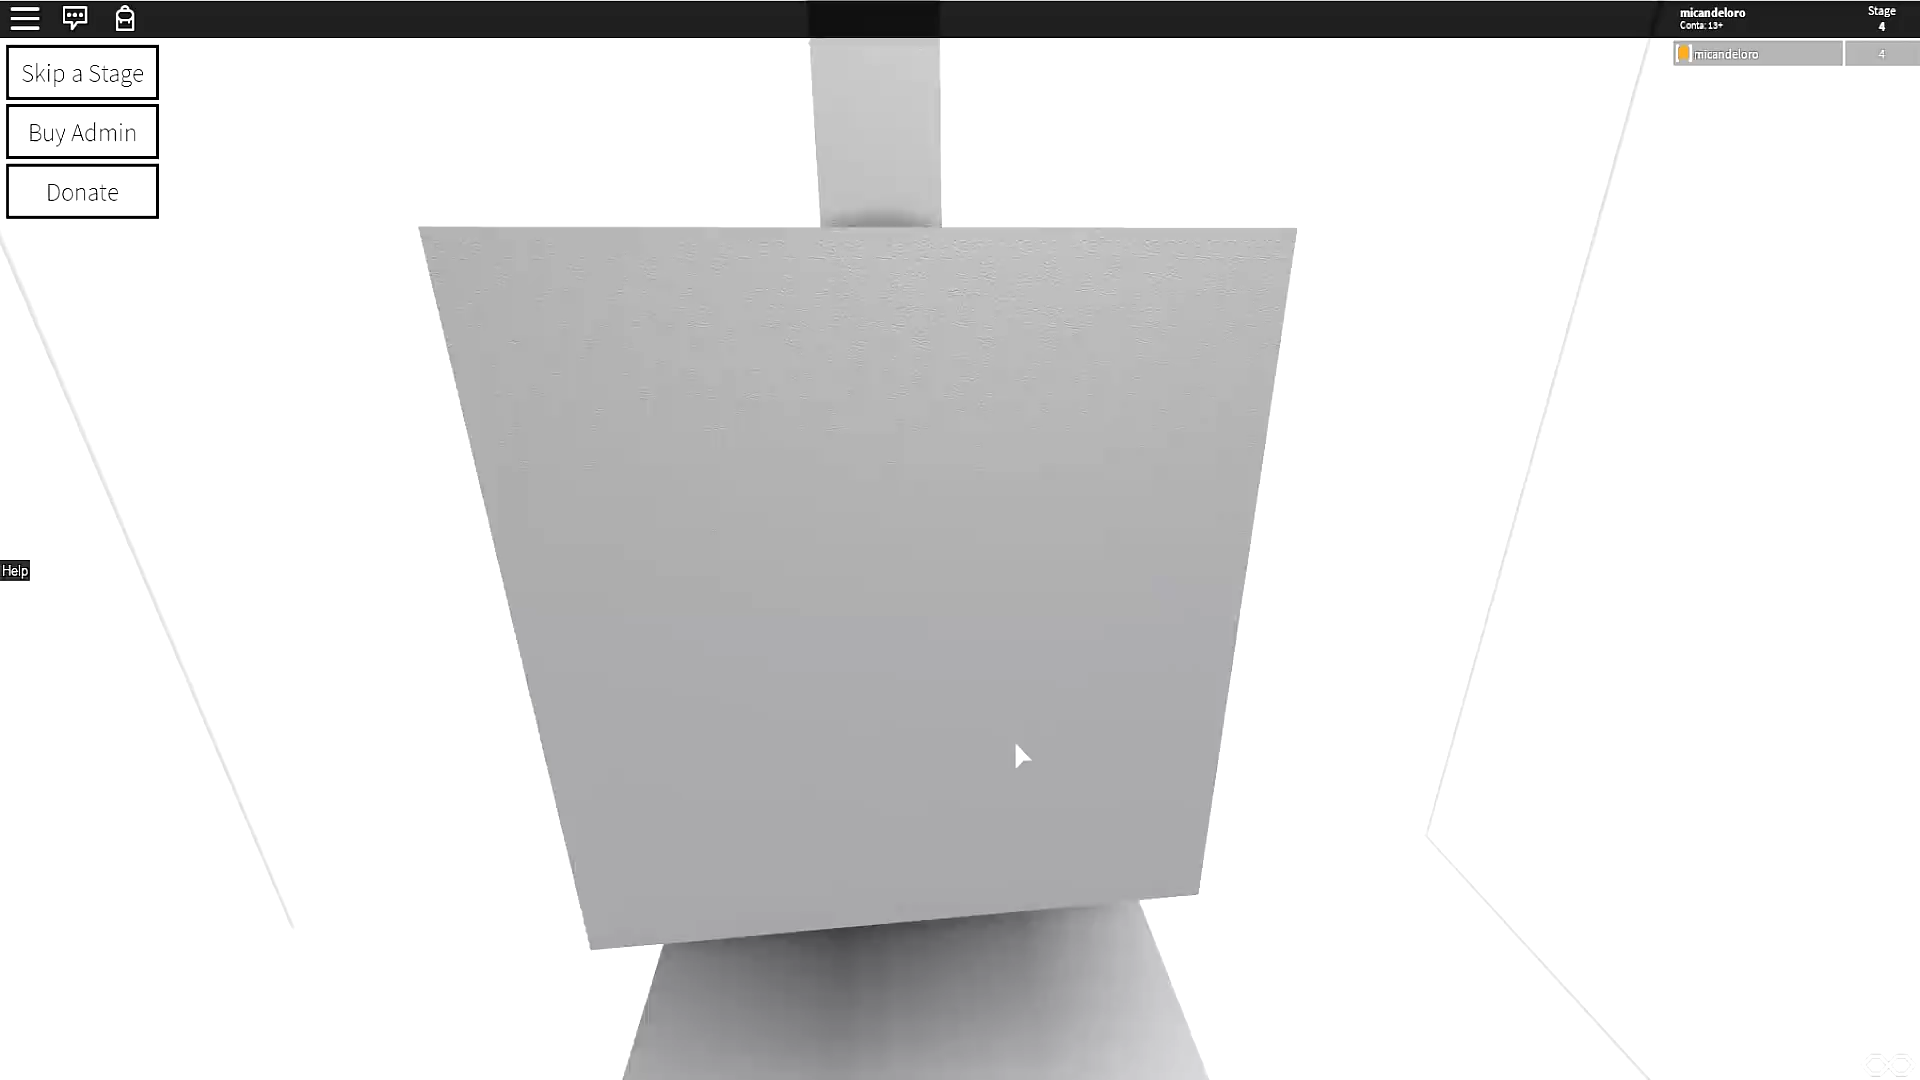 micandeloro
Conta: 13+
Stage
4
micandeloro
4
Skip a Stage
Buy Admin
Donate
Help